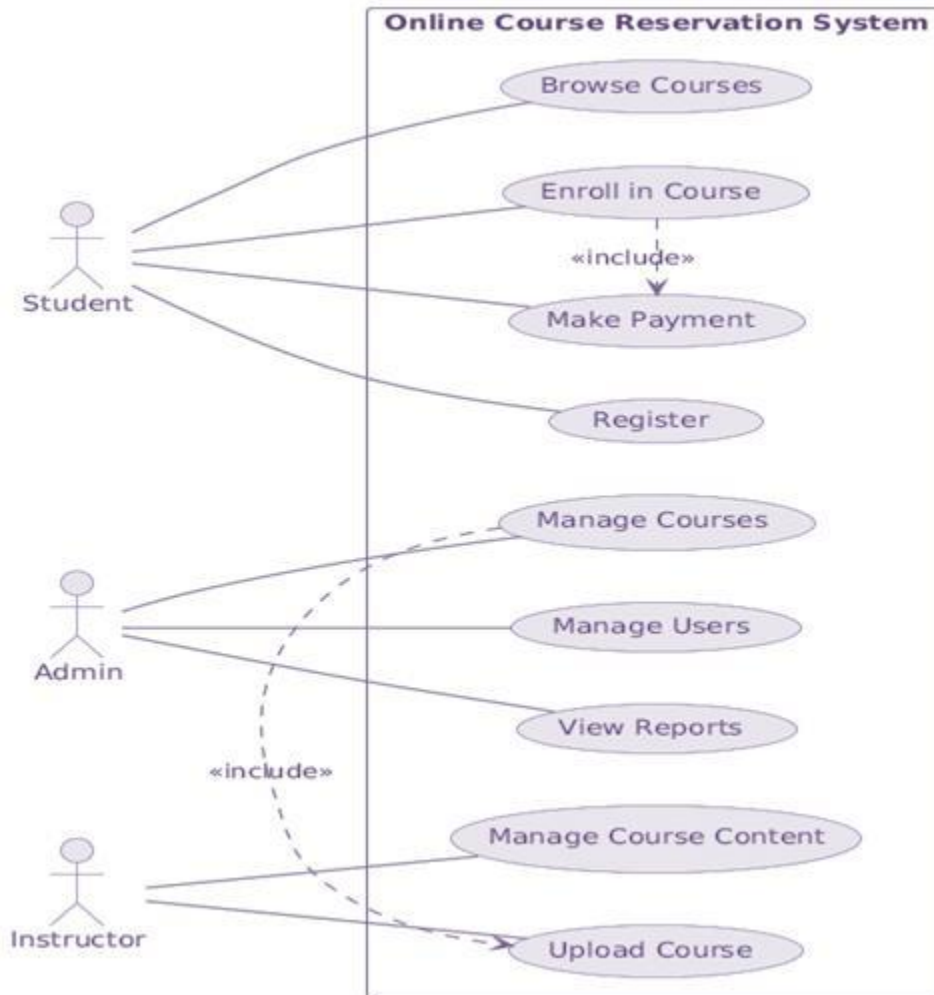 Online Course Reservation System
Browse Courses
Enroll in Course
«include»
Student
Make Payment
Register
Manage Courses
Manage Users
Admin
View Reports
«include»
Manage Course Content
Instructor
Upload Course